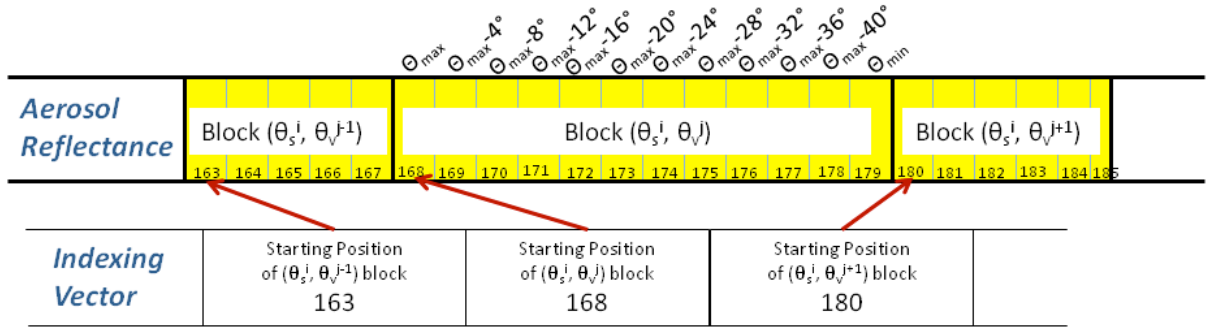 Θmax Θmax-4° Θmax-8° Θmax-12° Θmax-16° Θmax-20° Θmax-24° Θmax-28° Θmax-32° Θmax-36° Θmax-40° Θmin
Aerosol
Reflectance
Block (θsⁱ, θvʲ⁻¹) Block (θsⁱ, θvʲ) Block (θsⁱ, θvʲ⁺¹)
163 164 165 166 167 168 169 170 171 172 173 174 175 176 177 178 179 180 181 182 183 184 185
Indexing
Vector
Starting Position
of (θsⁱ, θvʲ⁻¹) block
163
Starting Position
of (θsⁱ, θvʲ) block
168
Starting Position
of (θsⁱ, θvʲ⁺¹) block
180